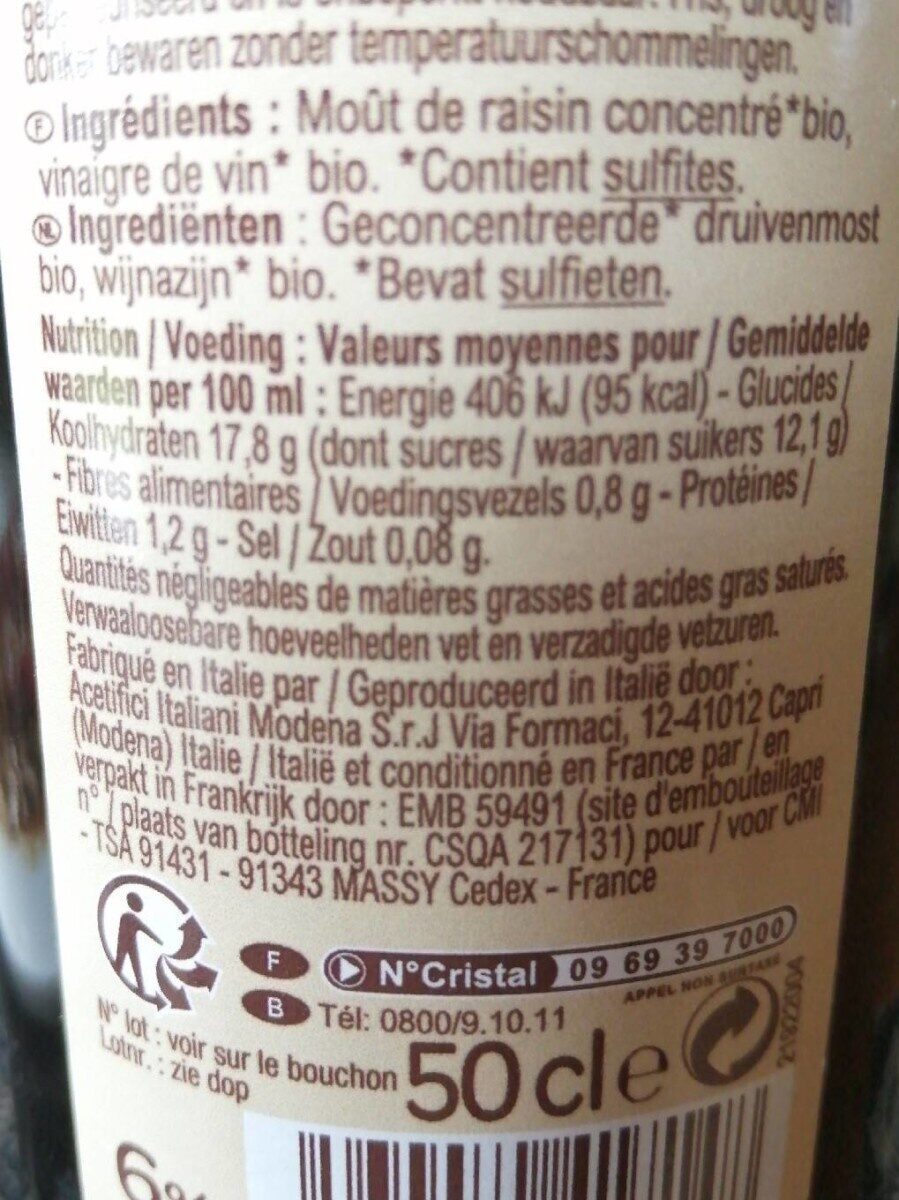 donker bewaren zonder temperatuurschommelingen.
Ⓕ Ingrédients : Moût de raisin concentré*bio,
vinaigre de vin* bio. *Contient sulfites.
NL Ingrediënten : Geconcentreerde* druivenmost
bio, wijnazijn* bio. *Bevat sulfieten.
Nutrition / Voeding : Valeurs moyennes pour / Gemiddelde
waarden per 100 ml : Energie 406 kJ (95 kcal) - Glucides /
Koolhydraten 17,8 g (dont sucres / waarvan suikers 12,1 g)
- Fibres alimentaires / Voedingsvezels 0,8 g - Protéines /
Eiwitten 1,2 g - Sel / Zout 0,08 g.
Quantités négligeables de matières grasses et acides gras saturés.
Verwaaloosebare hoeveelheden vet en verzadigde vetzuren.
Fabriqué en Italie par / Geproduceerd in Italië door :
Acetifici Italiani Modena S.r.J Via Formaci, 12-41012 Capri
(Modena) Italie / Italië et conditionné en France par / en
verpakt in Frankrijk door : EMB 59491 (site d'embouteillage
n° / plaats van botteling nr. CSQA 217131) pour / voor CMI
- TSA 91431 - 91343 MASSY Cedex - France
F N°Cristal 09 69 39 7000
APPEL NON SURTAXÉ
B Tél: 0800/9.10.11
N° lot : voir sur le bouchon
Lotnr. : zie dop
50 cl e
21922004